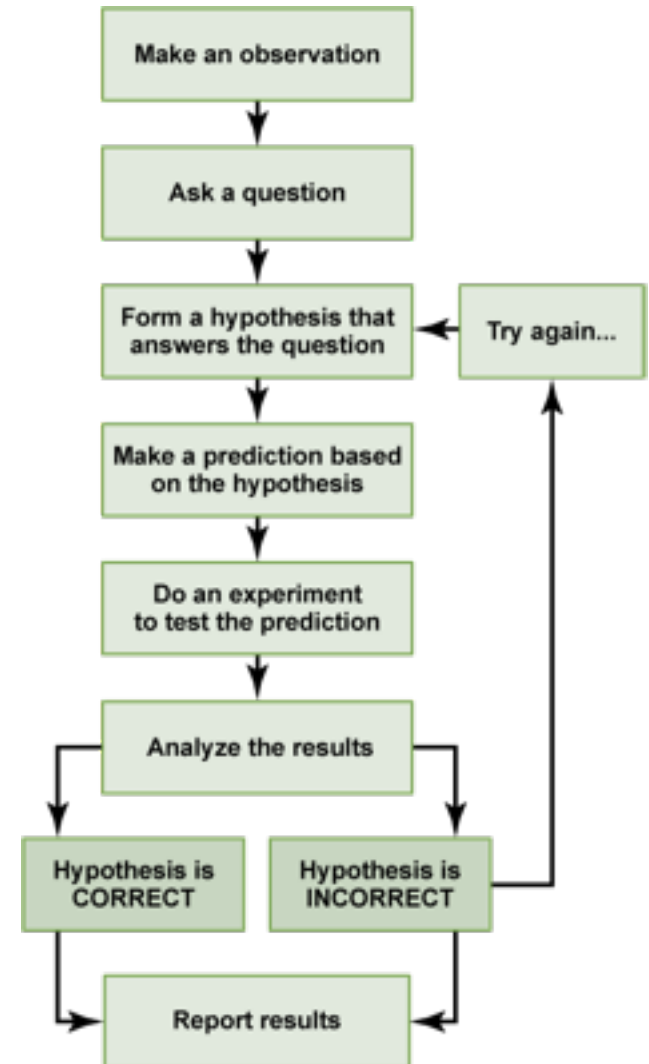 Make an observation
Ask a question
Form a hypothesis that
answers the question
Try again...
Make a prediction based
on the hypothesis
Do an experiment
to test the prediction
Analyze the results
Hypothesis is
CORRECT
Hypothesis is
INCORRECT
Report results